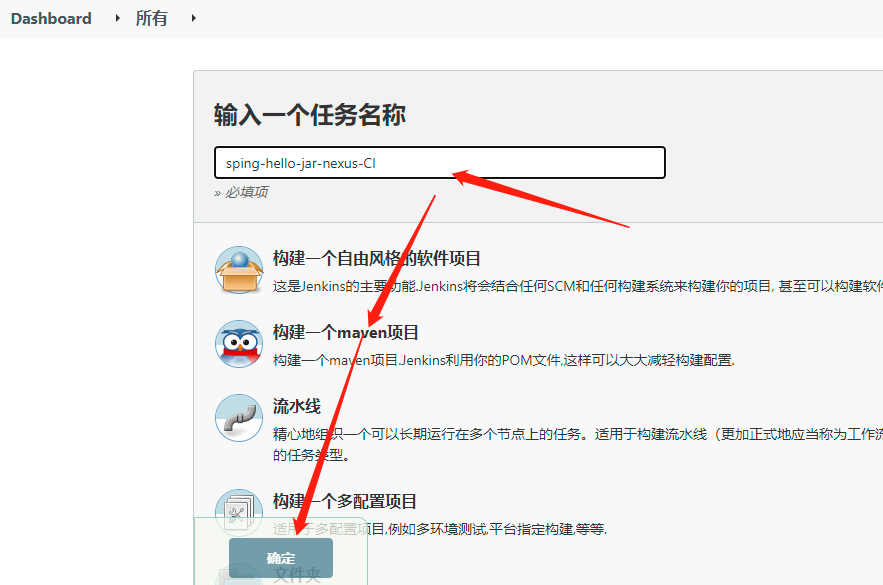 Dashboard ▸ 所有 ▸
输入一个任务名称
sping-hello-jar-nexus-CI
» 必填项
构建一个自由风格的软件项目
这是Jenkins的主要功能.Jenkins将会结合任何SCM和任何构建系统来构建你的项目, 甚至可以构建软件
构建一个maven项目
构建一个maven项目.Jenkins利用你的POM文件,这样可以大大减轻构建配置.
流水线
精心地组织一个可以长期运行在多个节点上的任务。适用于构建流水线（更加正式地应当称为工作流
的任务类型。
构建一个多配置项目
适用于多配置项目,例如多环境测试,平台指定构建,等等.
确定
文件夹